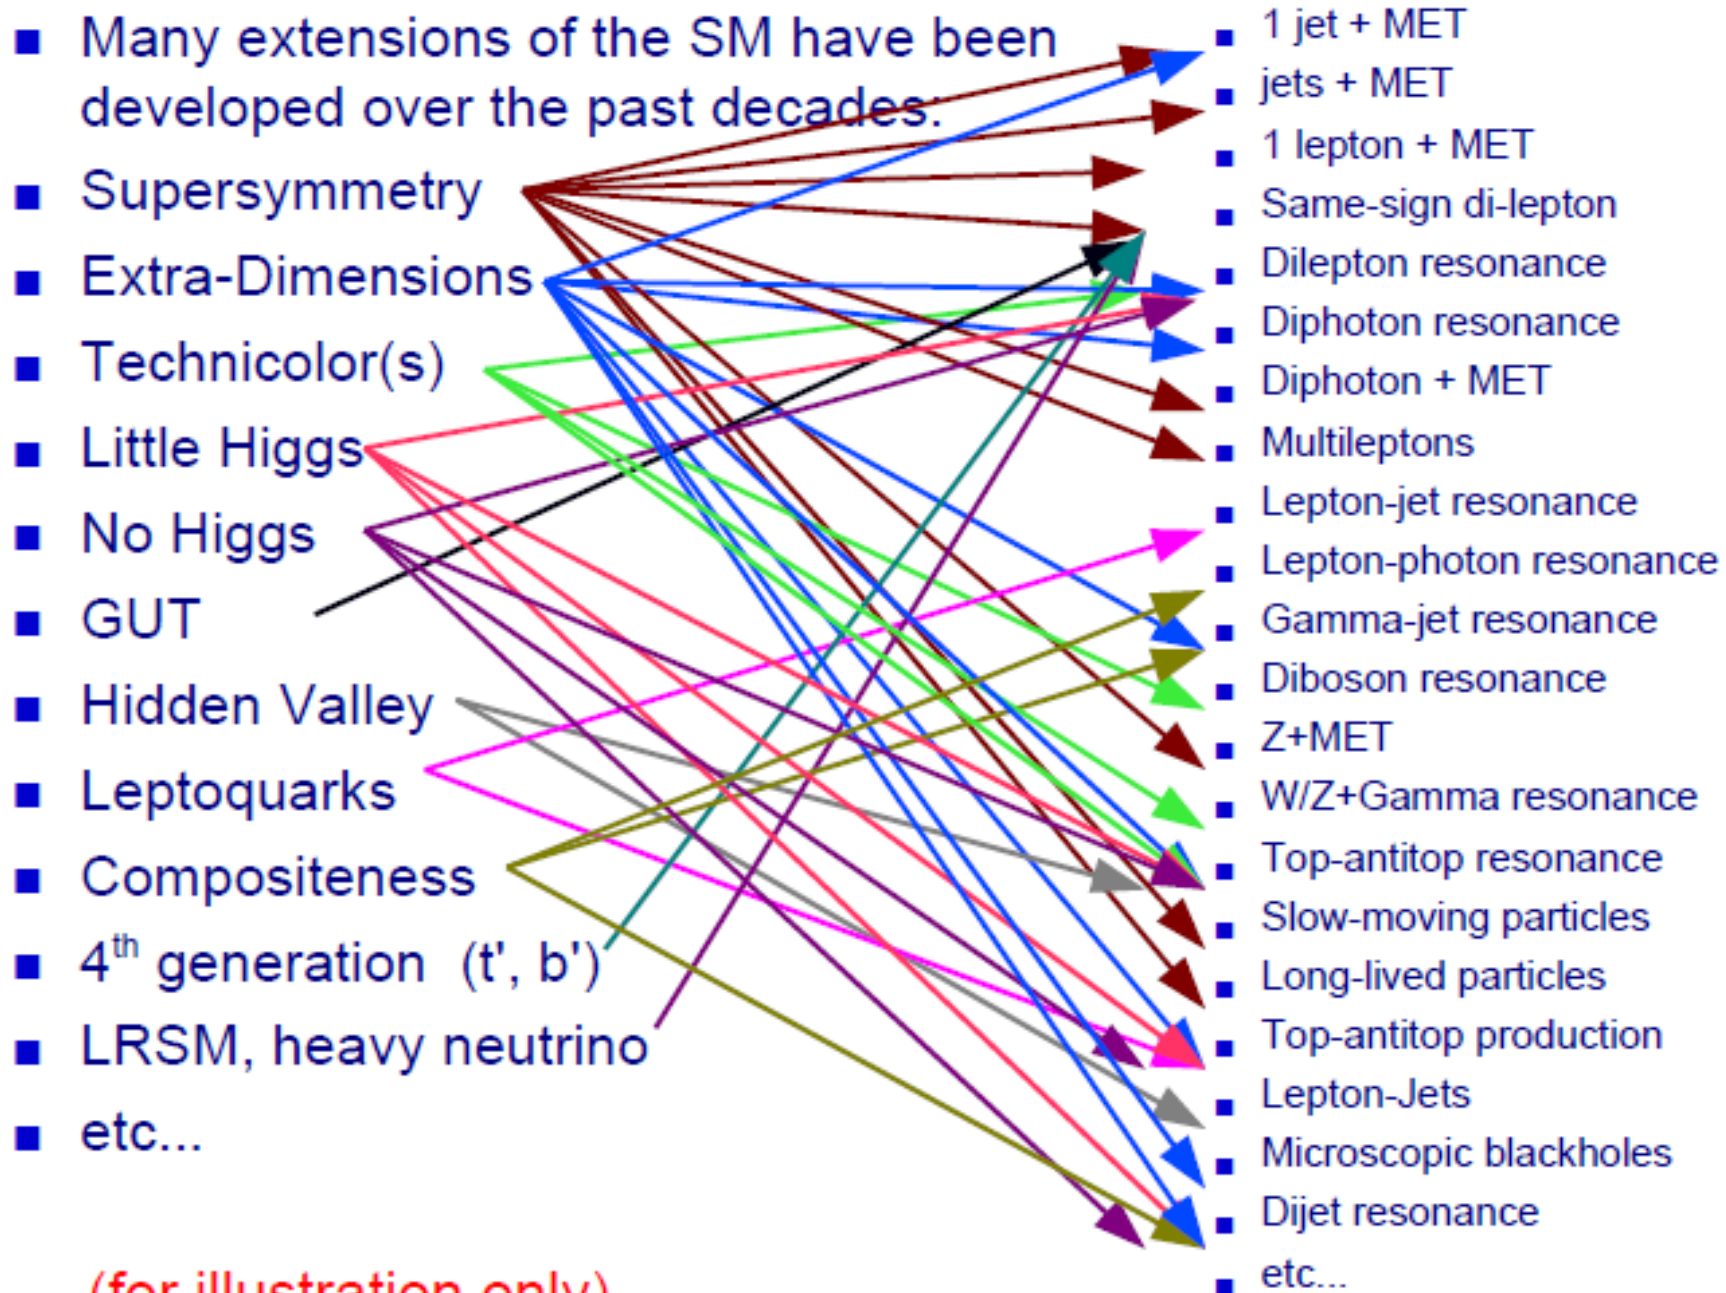 Many extensions of the SM have been
developed over the past decades:
Supersymmetry
Extra-Dimensions
Technicolor(s)
Little Higgs
No Higgs
GUT
Hidden Valley
Leptoquarks
Compositeness
4th generation (t', b')
LRSM, heavy neutrino
etc...
(for illustration only)
1 jet + MET
jets + MET
1 lepton + MET
Same-sign di-lepton
Dilepton resonance
Diphoton resonance
Diphoton + MET
Multileptons
Lepton-jet resonance
Lepton-photon resonance
Gamma-jet resonance
Diboson resonance
Z+MET
W/Z+Gamma resonance
Top-antitop resonance
Slow-moving particles
Long-lived particles
Top-antitop production
Lepton-Jets
Microscopic blackholes
Dijet resonance
etc...